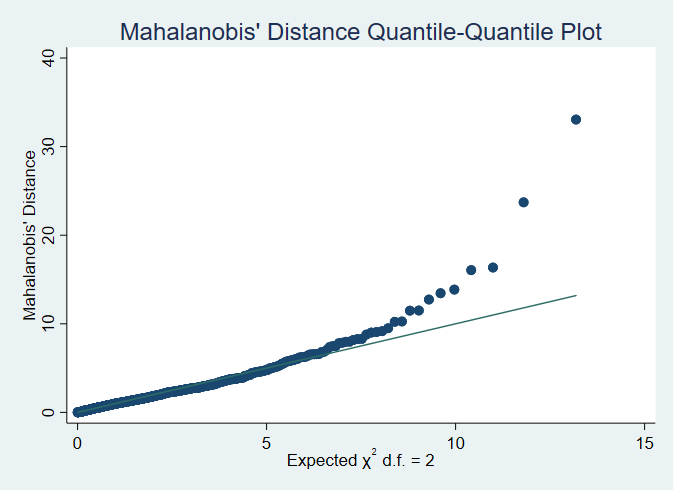 Mahalanobis' Distance Quantile-Quantile Plot
40
30
20
10
0
Mahalanobis' Distance
0 5 10 15
Expected χ² d.f. = 2